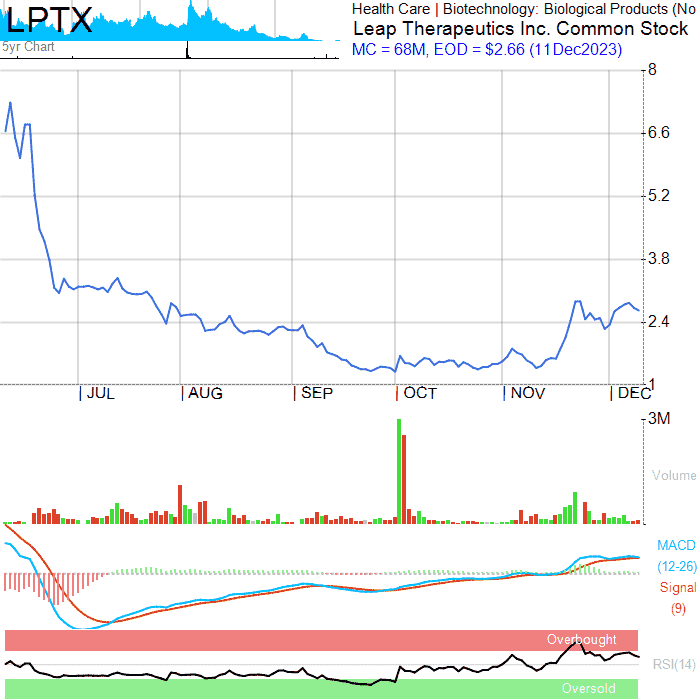 LPTX
5yr Chart
Health Care | Biotechnology: Biological Products (No
Leap Therapeutics Inc. Common Stock
MC = 68M, EOD = $2.66 (11Dec2023)
8
6.6
5.2
3.8
2.4
1
JUL AUG SEP OCT NOV DEC
3M
Volume
MACD
(12-26)
Signal
(9)
Overbought
RSI(14)
Oversold